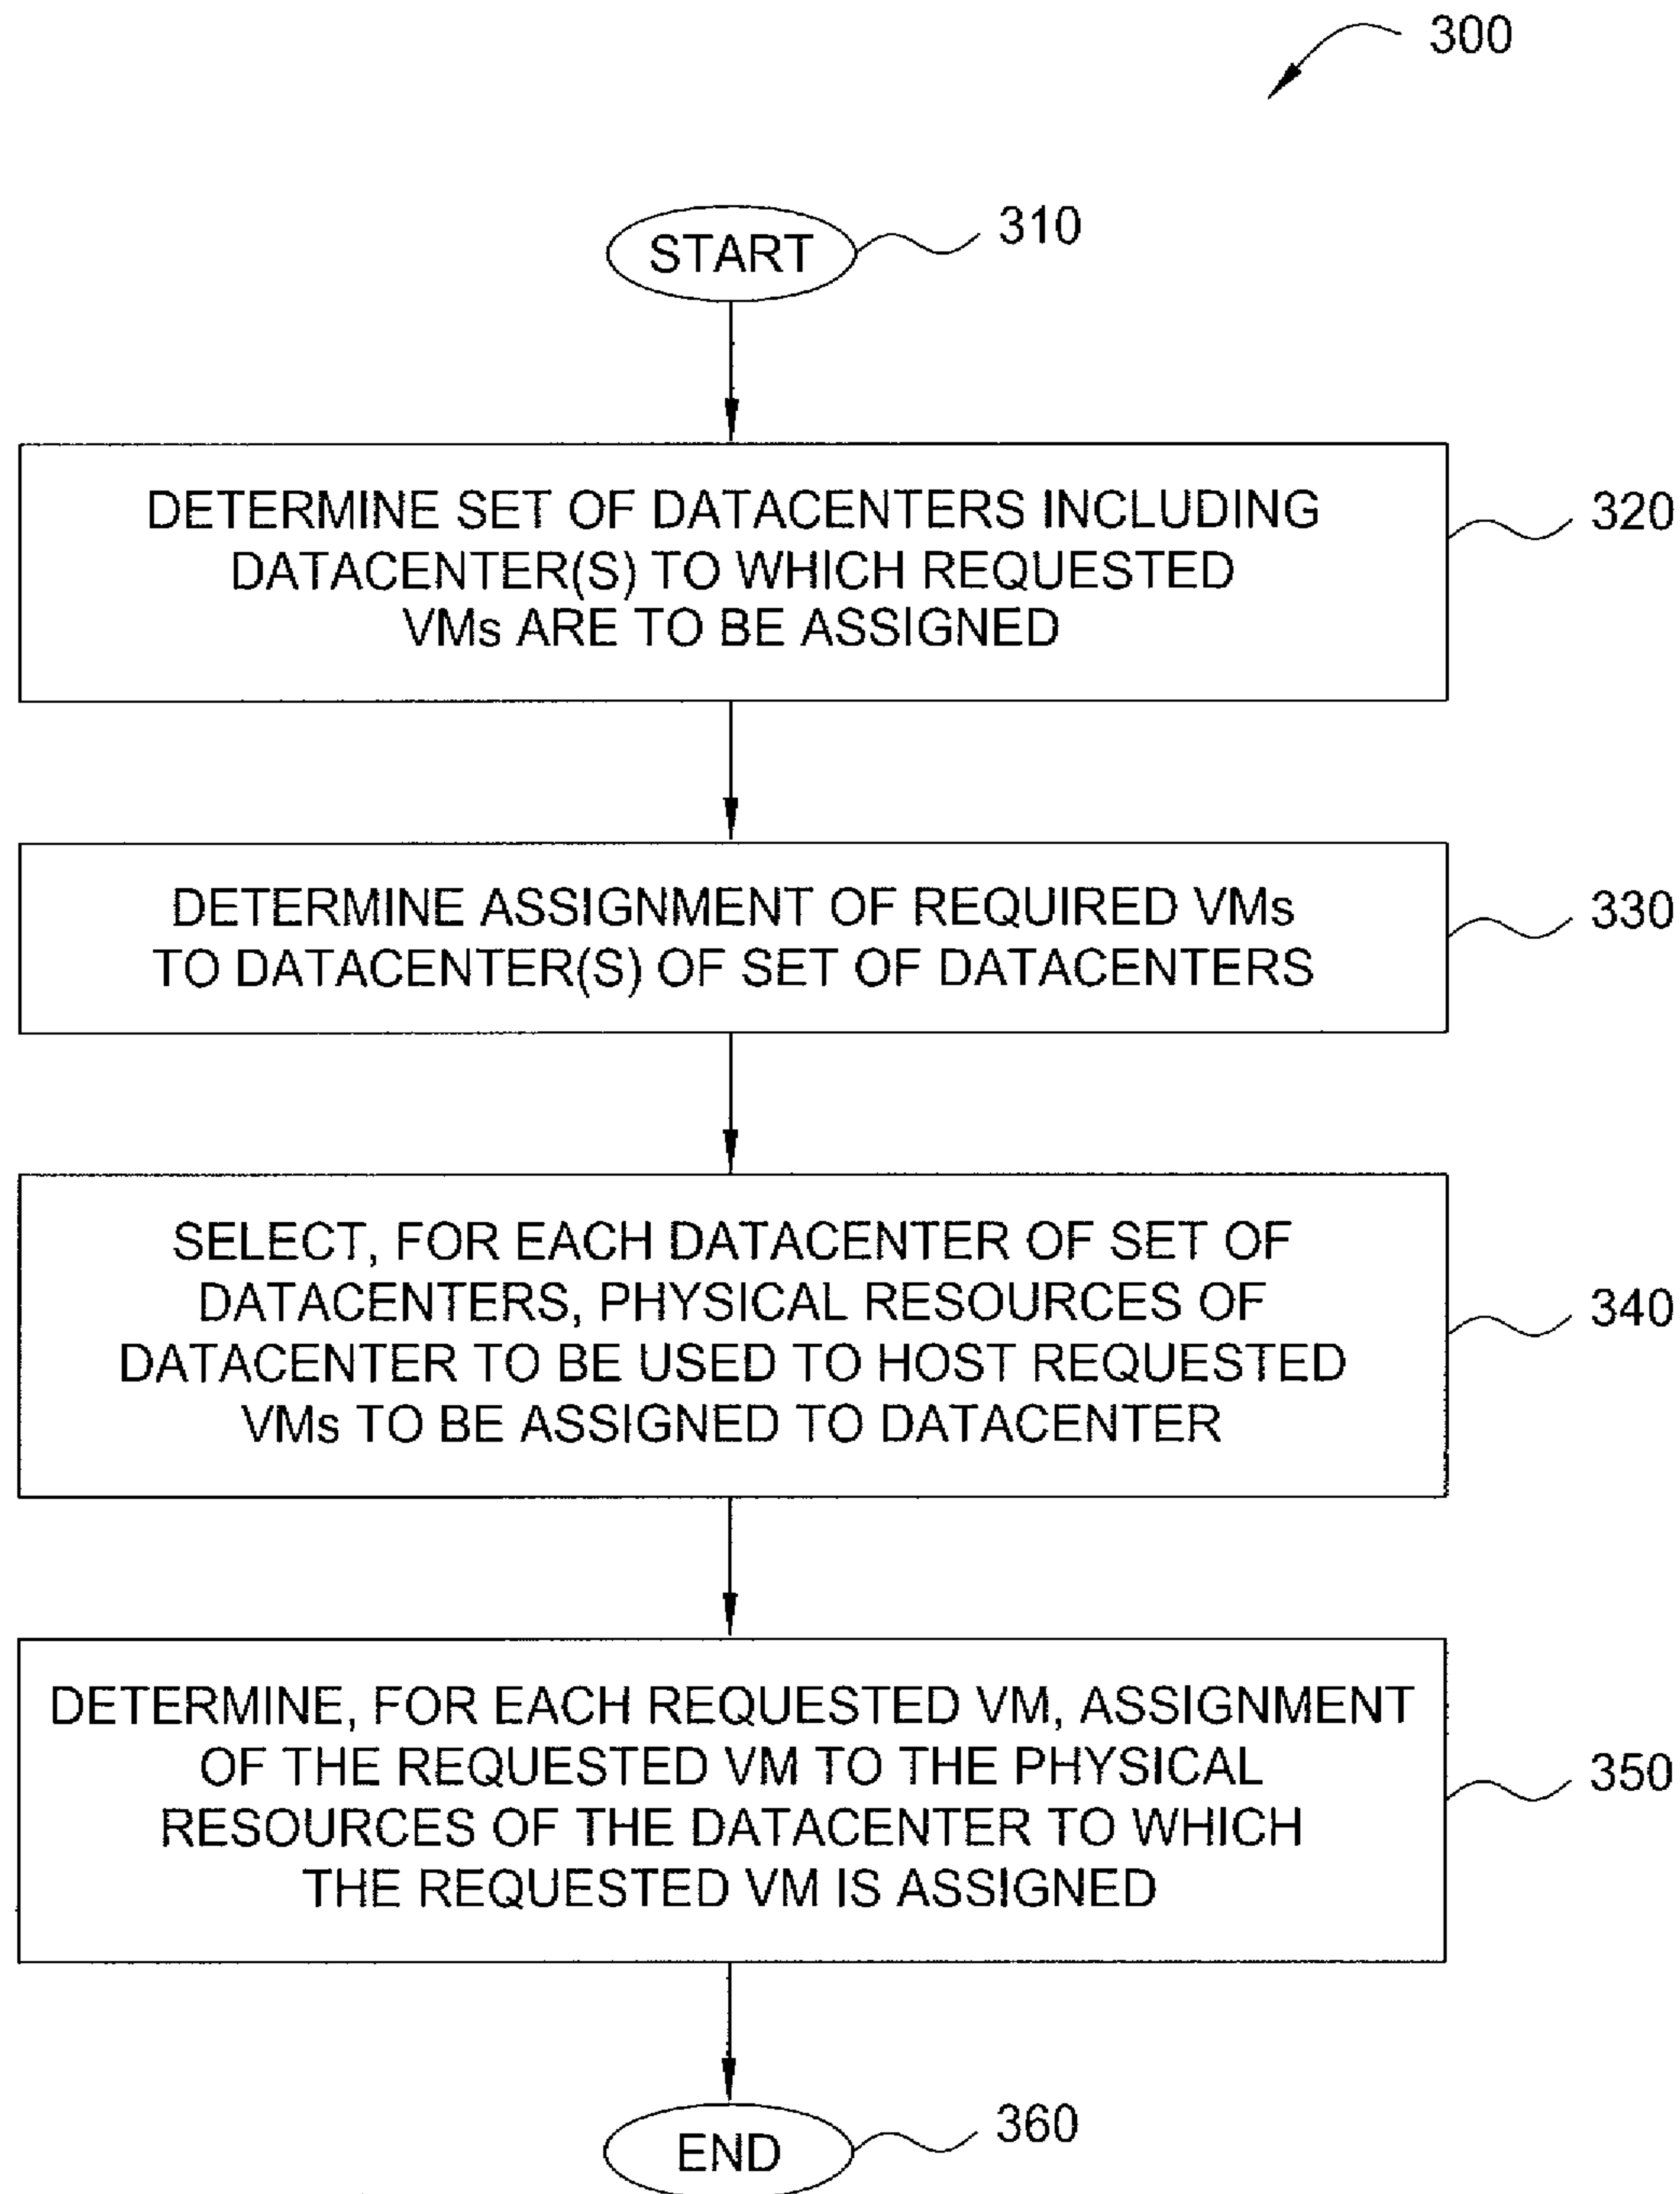 300
START
310
DETERMINE SET OF DATACENTERS INCLUDING
DATACENTER(S) TO WHICH REQUESTED
VMs ARE TO BE ASSIGNED
320
DETERMINE ASSIGNMENT OF REQUIRED VMs
TO DATACENTER(S) OF SET OF DATACENTERS
330
SELECT, FOR EACH DATACENTER OF SET OF
DATACENTERS, PHYSICAL RESOURCES OF
DATACENTER TO BE USED TO HOST REQUESTED
VMs TO BE ASSIGNED TO DATACENTER
340
DETERMINE, FOR EACH REQUESTED VM, ASSIGNMENT
OF THE REQUESTED VM TO THE PHYSICAL
RESOURCES OF THE DATACENTER TO WHICH
THE REQUESTED VM IS ASSIGNED
350
END
360